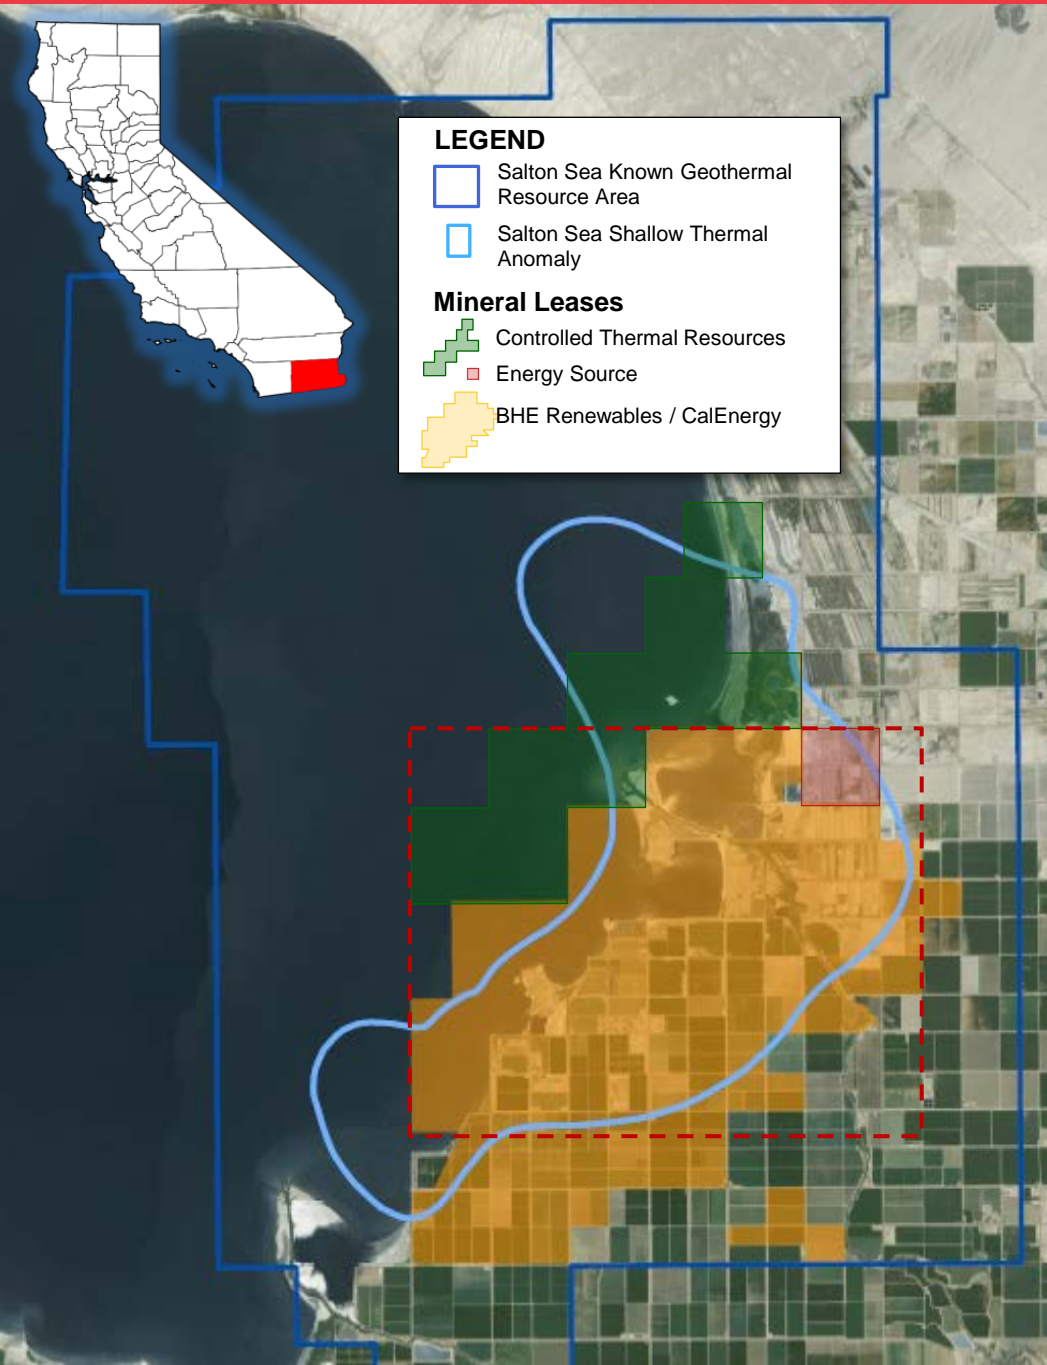 LEGEND
Salton Sea Known Geothermal
Resource Area
Salton Sea Shallow Thermal
Anomaly
Mineral Leases
Controlled Thermal Resources
Energy Source
BHE Renewables / CalEnergy